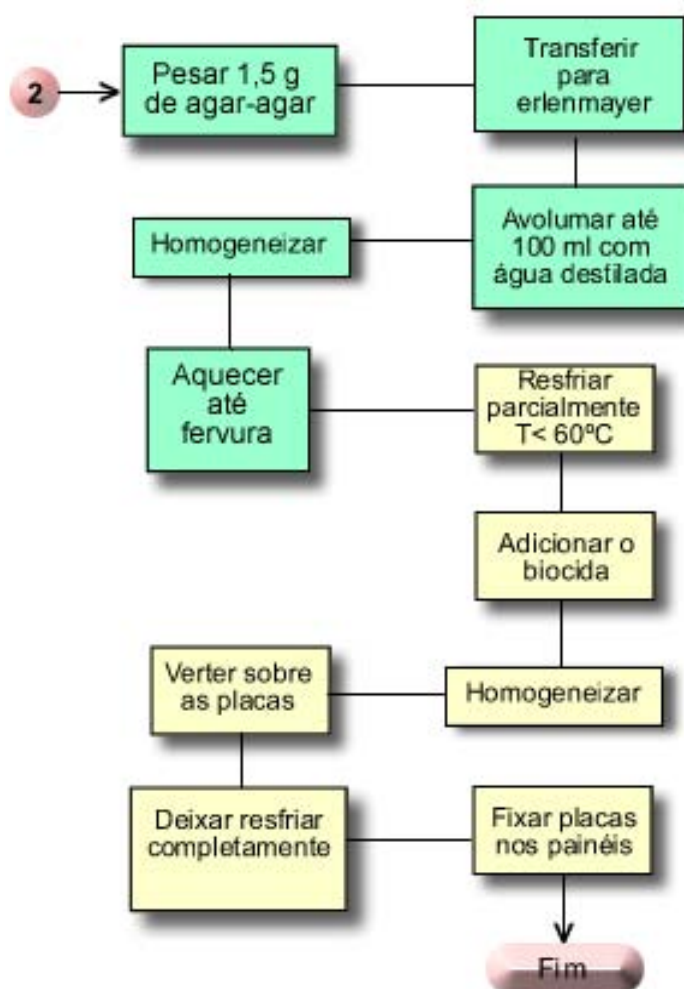 2
Pesar 1,5 g
de agar-agar
Transferir
para
erlenmayer
Avolumar até
100 ml com
água destilada
Homogeneizar
Aquecer
até
fervura
Resfriar
parcialmente
T< 60ºC
Adicionar o
biocida
Homogeneizar
Verter sobre
as placas
Deixar resfriar
completamente
Fixar placas
nos painéis
Fim